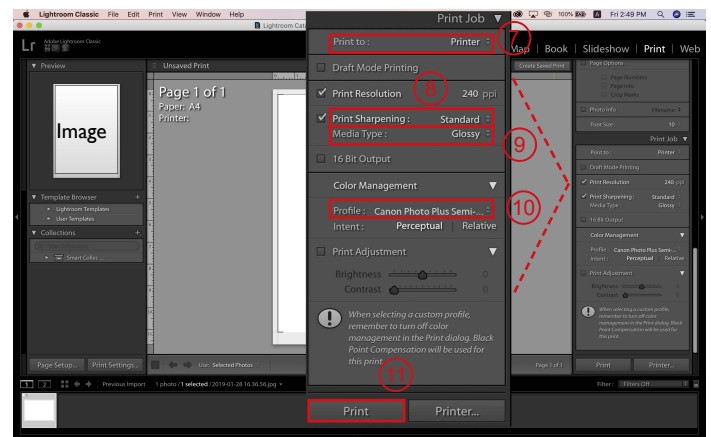 Lightroom Classic File Edit Print View Window Help
100% Fri 2:49 PM
Lightroom Cata
Lr Adobe Lightroom Classic
Map | Book | Slideshow | Print | Web
Preview
Image
Template Browser +
Lightroom Templates
User Templates
Collections +
Smart Collec...
Page Setup... Print Settings...
Unsaved Print
Create Saved Print
Page 1 of 1
Paper: A4
Printer:
Use: Selected Photos
Page 1 of 1
Print Job
Print to : Printer
7
Draft Mode Printing
8
Print Resolution 240 ppi
Print Sharpening : Standard
Media Type : Glossy
9
16 Bit Output
Color Management
Profile : Canon Photo Plus Semi-...
10
Intent : Perceptual | Relative
Print Adjustment
Brightness 0
Contrast 0
When selecting a custom profile,
remember to turn off color
management in the Print dialog. Black
Point Compensation will be used for
this print.
11
Print Printer...
Page Options
Page Numbers
Page Info
Crop Marks
Photo Info Filename
Font Size : 10
Print Job
Print to : Printer
Draft Mode Printing
Print Resolution 240 ppi
Print Sharpening : Standard
Media Type : Glossy
16 Bit Output
Color Management
Profile : Canon Photo Plus Semi-...
Intent : Perceptual | Relative
Print Adjustment
Brightness 0
Contrast 0
When selecting a custom profile,
remember to turn off color
management in the Print dialog. Black
Point Compensation will be used for
this print.
Print Printer...
1 2 Previous Import 1 photo / 1 selected / 2019-01-28 16.36.56.jpg
Filter : Filters Off